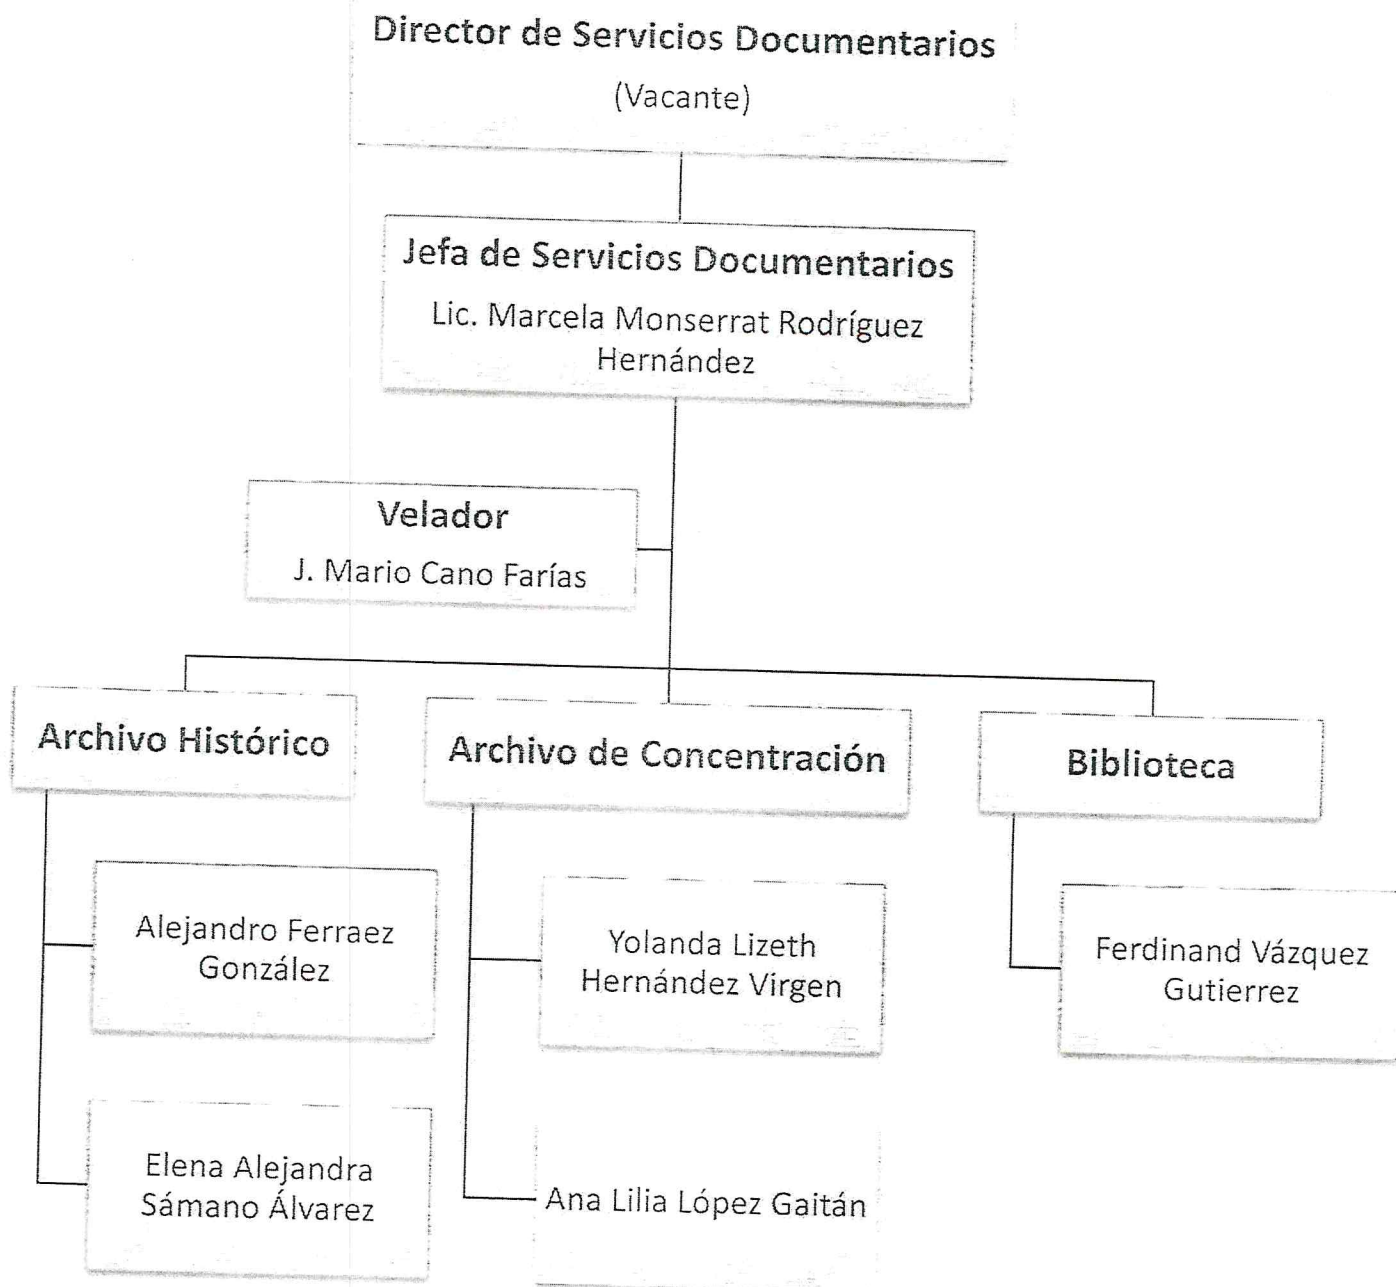 Director de Servicios Documentarios
(Vacante)
Jefa de Servicios Documentarios
Lic. Marcela Monserrat Rodríguez
Hernández
Velador
J. Mario Cano Farías
Archivo Histórico
Archivo de Concentración
Biblioteca
Alejandro Ferraez
González
Yolanda Lizeth
Hernández Virgen
Ferdinand Vázquez
Gutierrez
Elena Alejandra
Sámano Álvarez
Ana Lilia López Gaitán